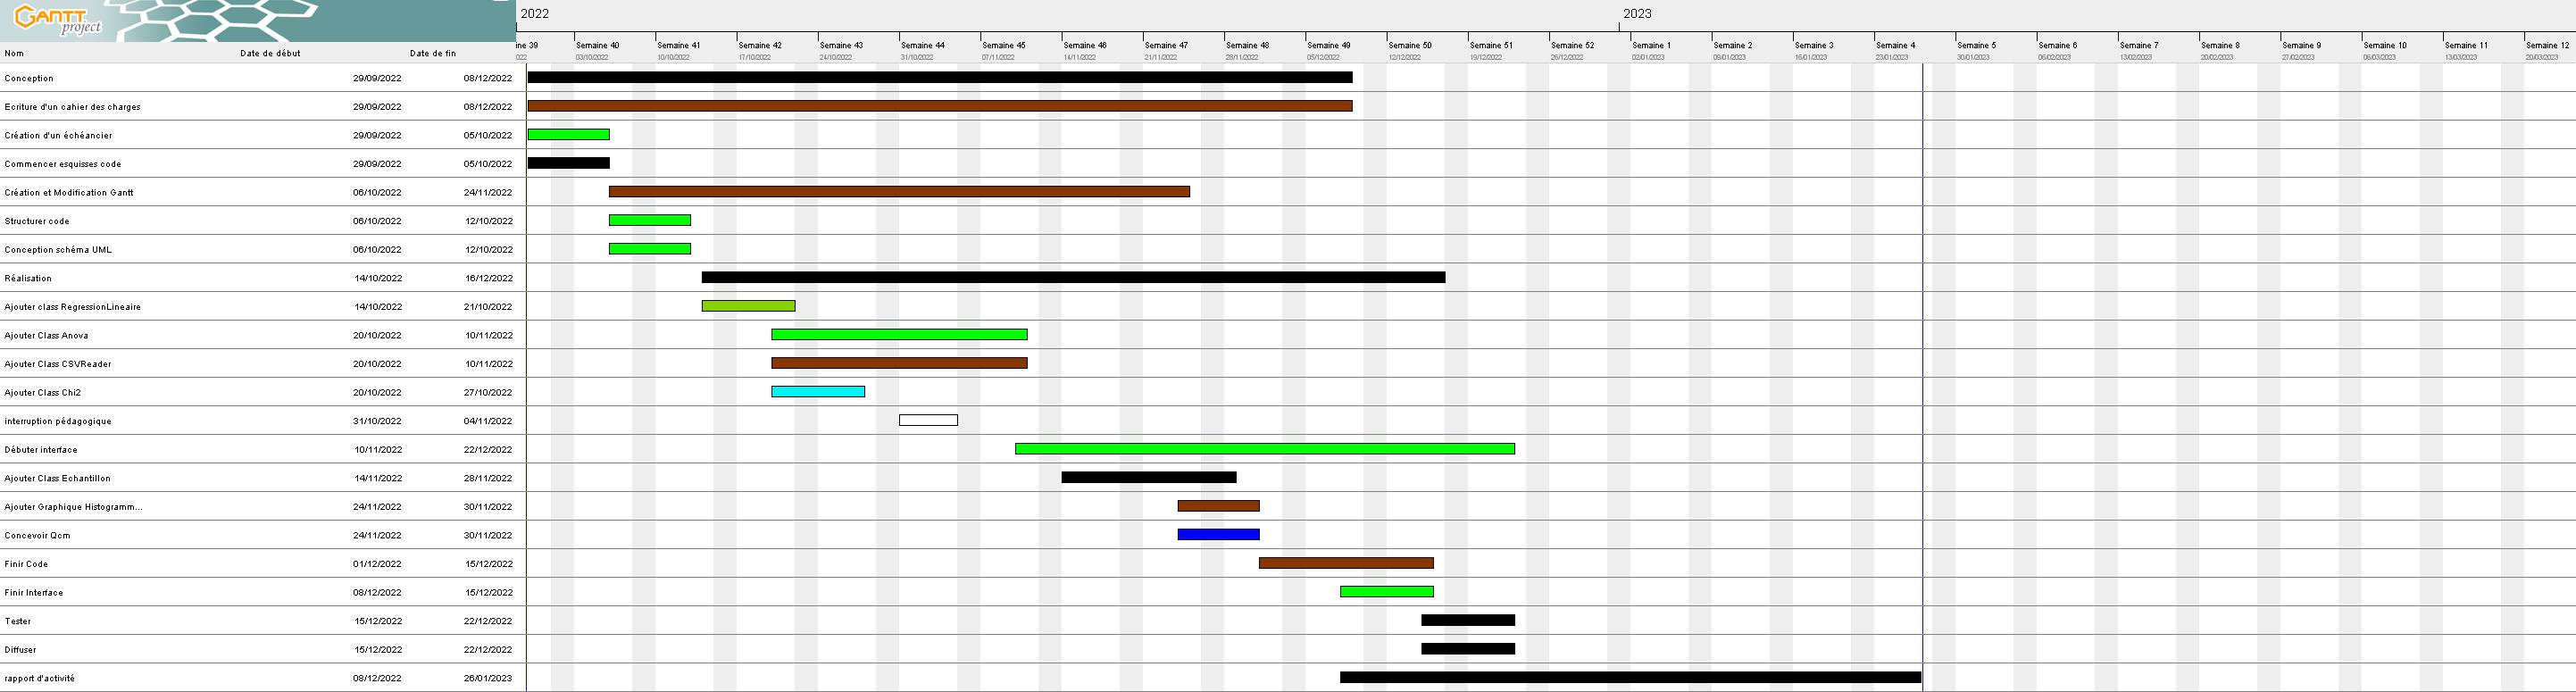 GANTT project
2022 2023
Nom Date de début Date de fin
ine 39 Semaine 40 Semaine 41 Semaine 42 Semaine 43 Semaine 44 Semaine 45 Semaine 46 Semaine 47 Semaine 48 Semaine 49 Semaine 50 Semaine 51 Semaine 52 Semaine 1 Semaine 2 Semaine 3 Semaine 4 Semaine 5 Semaine 6 Semaine 7 Semaine 8 Semaine 9 Semaine 10 Semaine 11 Semaine 12
022 03/10/2022 10/10/2022 17/10/2022 24/10/2022 31/10/2022 07/11/2022 14/11/2022 21/11/2022 28/11/2022 05/12/2022 12/12/2022 19/12/2022 26/12/2022 02/01/2023 09/01/2023 16/01/2023 23/01/2023 30/01/2023 06/02/2023 13/02/2023 20/02/2023 27/02/2023 06/03/2023 13/03/2023 20/03/2023
Conception 29/09/2022 08/12/2022
Ecriture d'un cahier des charges 29/09/2022 08/12/2022
Création d'un échéancier 29/09/2022 05/10/2022
Commencer esquisses code 29/09/2022 05/10/2022
Création et Modification Gantt 06/10/2022 24/11/2022
Structurer code 06/10/2022 12/10/2022
Conception schéma UML 06/10/2022 12/10/2022
Réalisation 14/10/2022 16/12/2022
Ajouter class RegressionLineaire 14/10/2022 21/10/2022
Ajouter Class Anova 20/10/2022 10/11/2022
Ajouter Class CSVReader 20/10/2022 10/11/2022
Ajouter Class Chi2 20/10/2022 27/10/2022
interruption pédagogique 31/10/2022 04/11/2022
Débuter interface 10/11/2022 22/12/2022
Ajouter Class Echantillon 14/11/2022 28/11/2022
Ajouter Graphique Histogramm... 24/11/2022 30/11/2022
Concevoir Qcm 24/11/2022 30/11/2022
Finir Code 01/12/2022 15/12/2022
Finir Interface 08/12/2022 15/12/2022
Tester 15/12/2022 22/12/2022
Diffuser 15/12/2022 22/12/2022
rapport d'activité 08/12/2022 26/01/2023